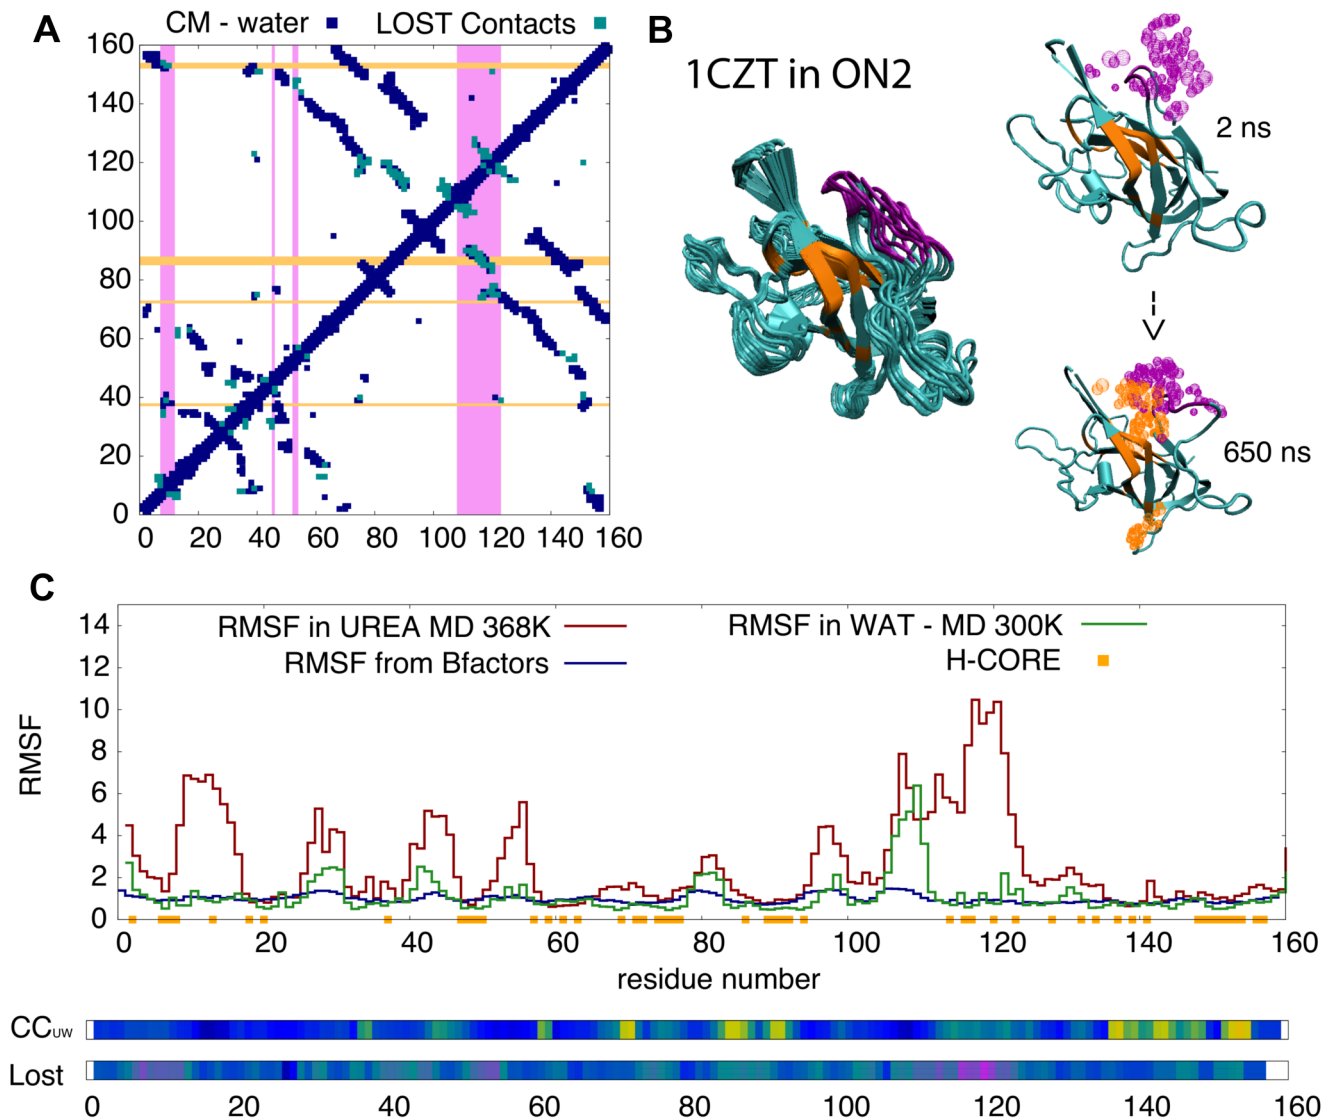 A
CM - water
LOST Contacts
160
140
120
100
80
60
40
20
0
0 20 40 60 80 100 120 140 160
B
1CZT in ON2
2 ns
650 ns
C
RMSF in UREA MD 368K
RMSF in WAT - MD 300K
RMSF from Bfactors
H-CORE
RMSF
14
12
10
8
6
4
2
0
0 20 40 60 80 100 120 140 160
residue number
CCUW
Lost
0 20 40 60 80 100 120 140 160